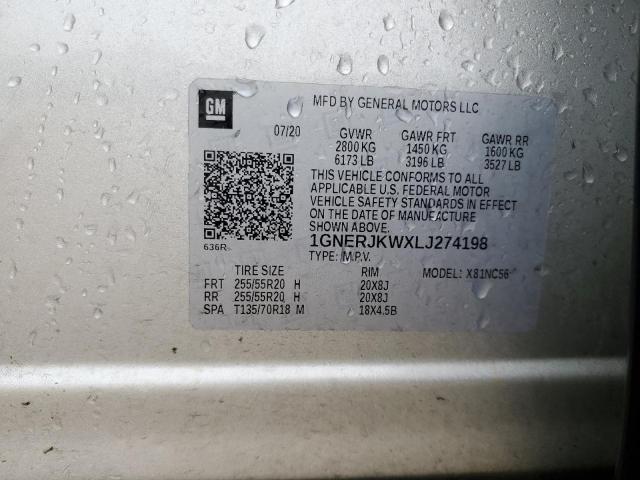 GM
MFD BY GENERAL MOTORS LLC
07/20 GVWR GAWR FRT GAWR RR
2800 KG 1450 KG 1600 KG
6173 LB 3196 LB 3527 LB
THIS VEHICLE CONFORMS TO ALL
APPLICABLE U.S. FEDERAL MOTOR
VEHICLE SAFETY STANDARDS IN EFFECT
ON THE DATE OF MANUFACTURE
SHOWN ABOVE.
636R
1GNERJKWXLJ274198
TYPE: M.P.V.
TIRE SIZE RIM MODEL: X81NC56
FRT 255/55R20 H 20X8J
RR 255/55R20 H 20X8J
SPA T135/70R18 M 18X4.5B